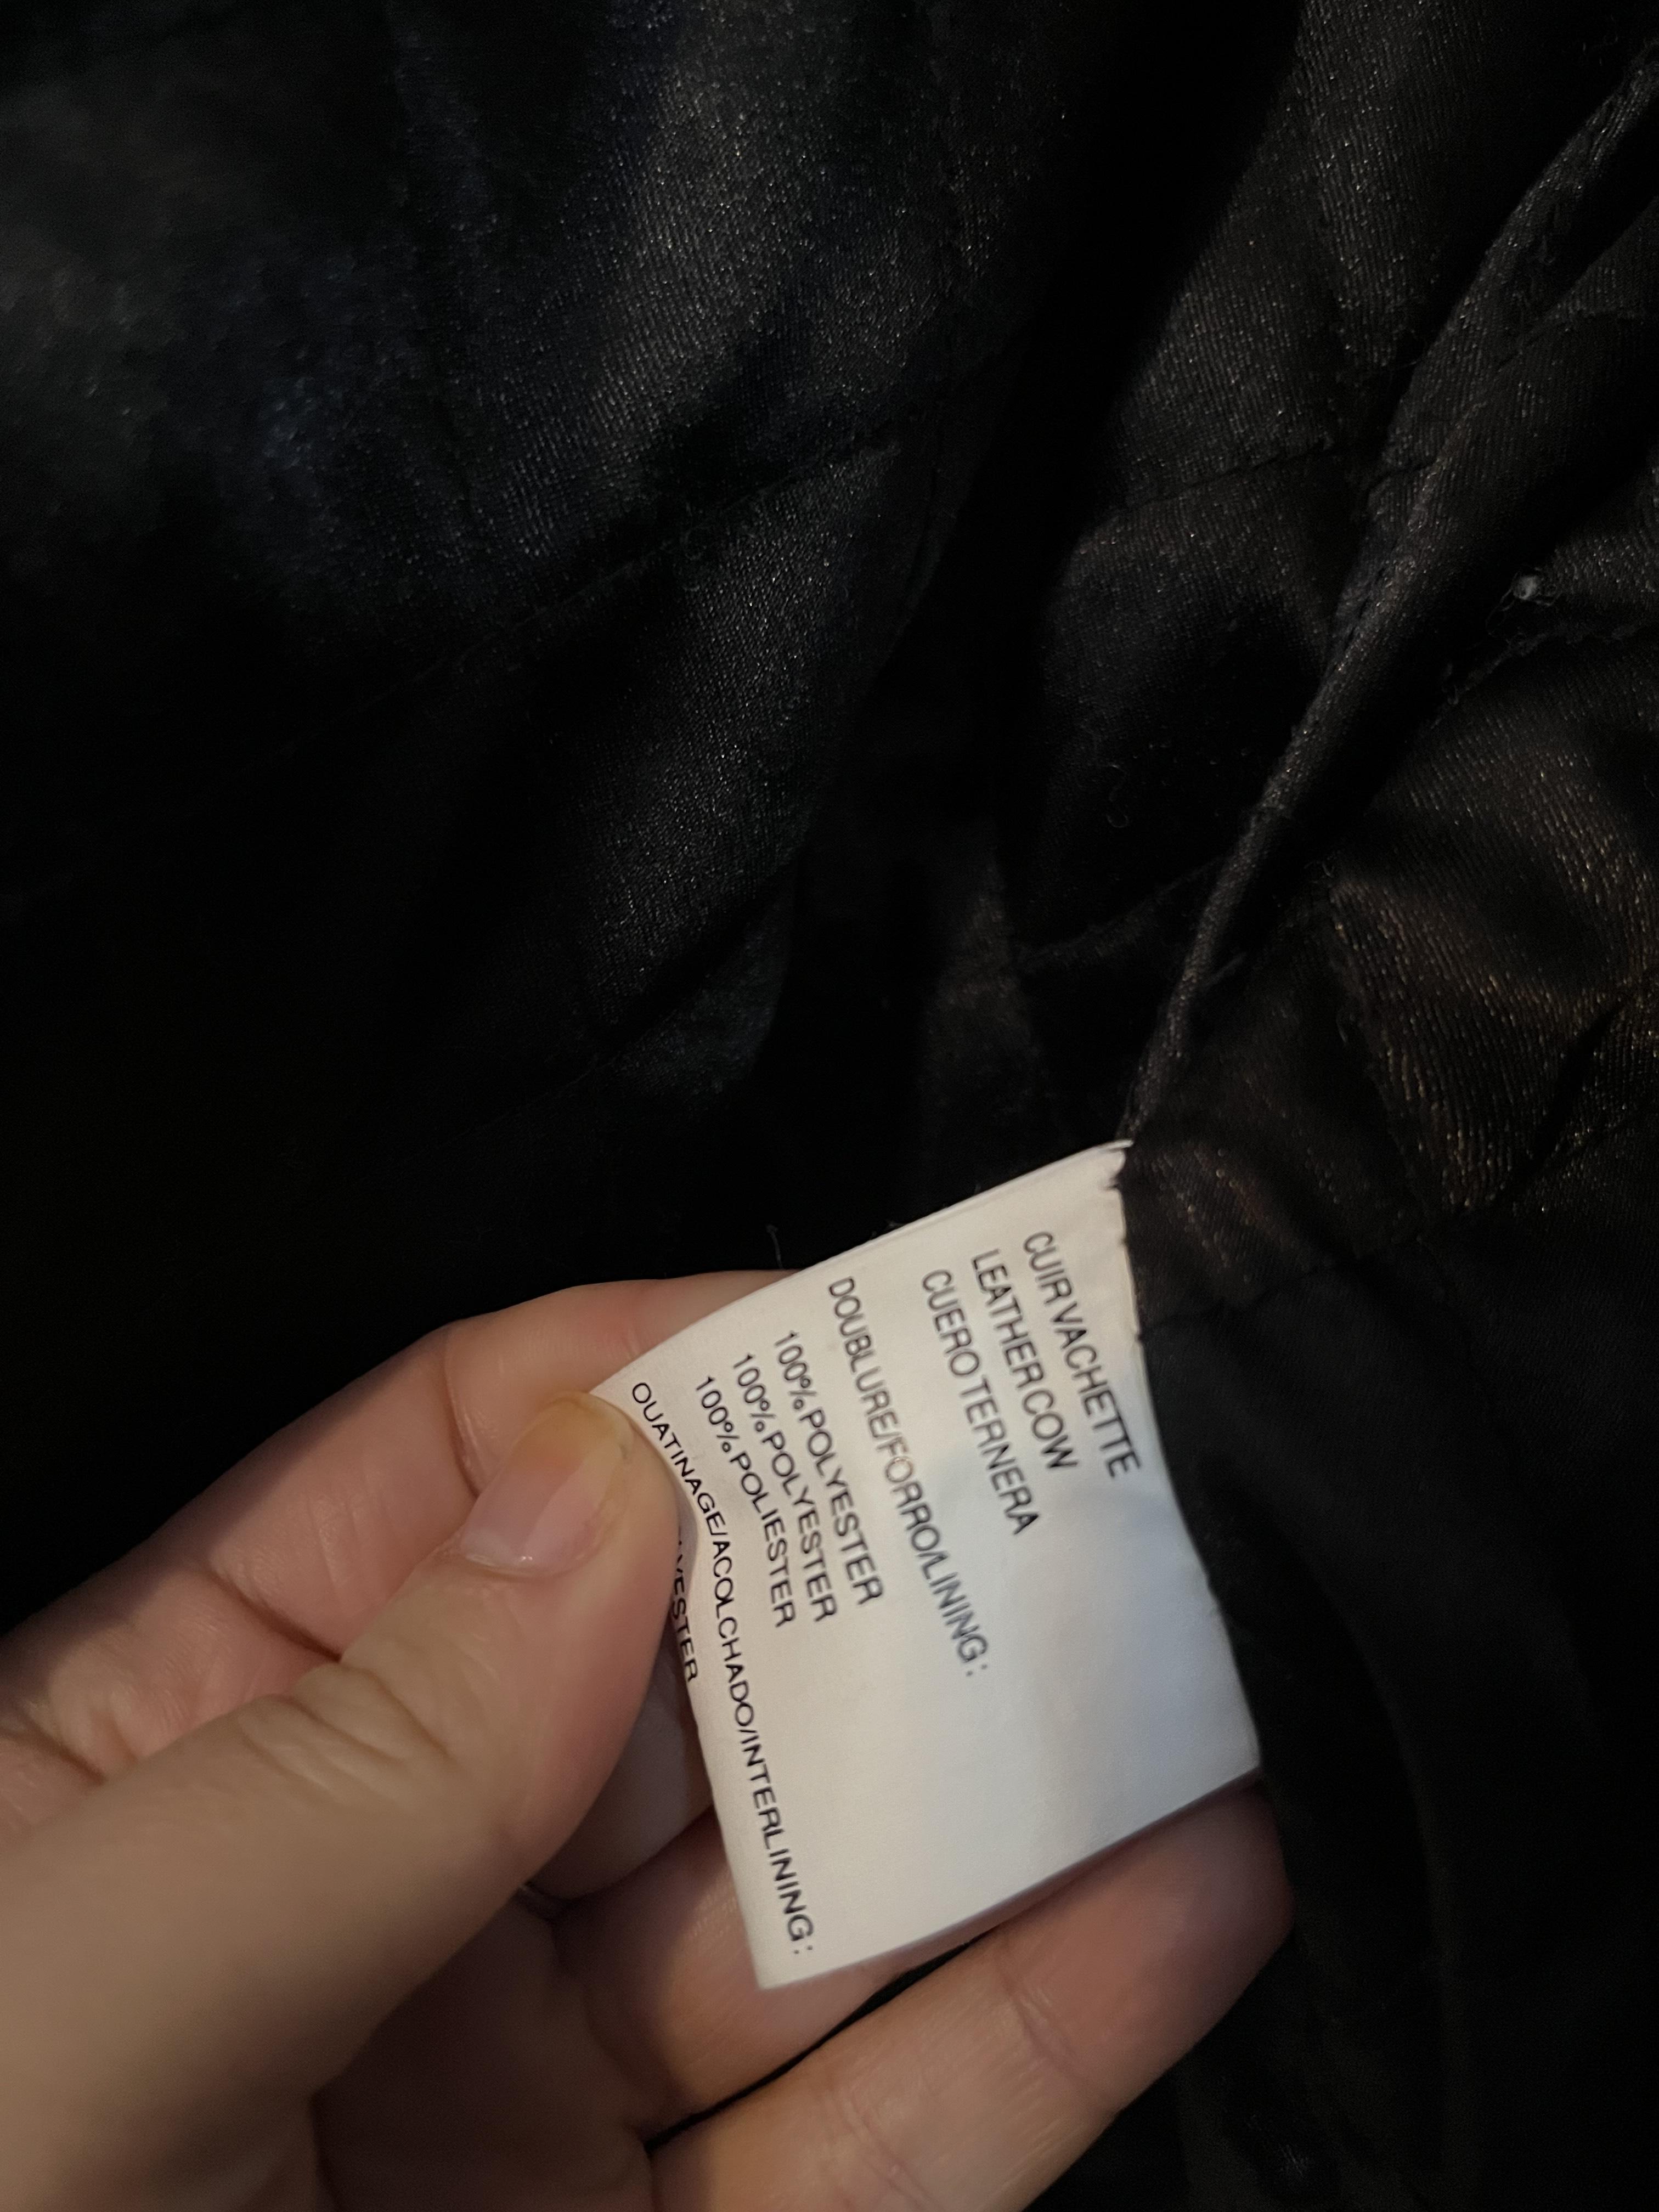 CUIR VACHETTE
LEATHER COW
CUERO TERNERA
DOUBLURE/FORRO/LINING:
100% POLYESTER
100% POLYESTER
100% POLIESTER
OUATINAGE/ACOLCHADO/INTERLINING: